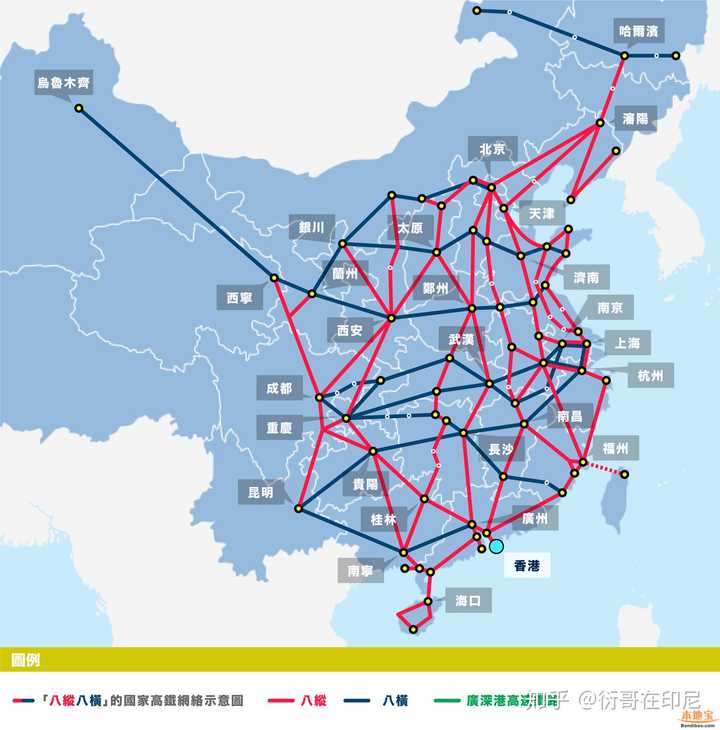 哈爾濱
烏魯木齊
瀋陽
北京
天津
銀川
太原
蘭州
濟南
西寧
鄭州
南京
西安
武漢
上海
杭州
成都
重慶
南昌
長沙
福州
昆明
貴陽
桂林
廣州
南寧
香港
海口
圖例
「八縱八橫」的國家高鐵網絡示意圖
八縱
八橫
廣深港高速
知乎 @衍哥在印尼
本地宝
Bendibao.com